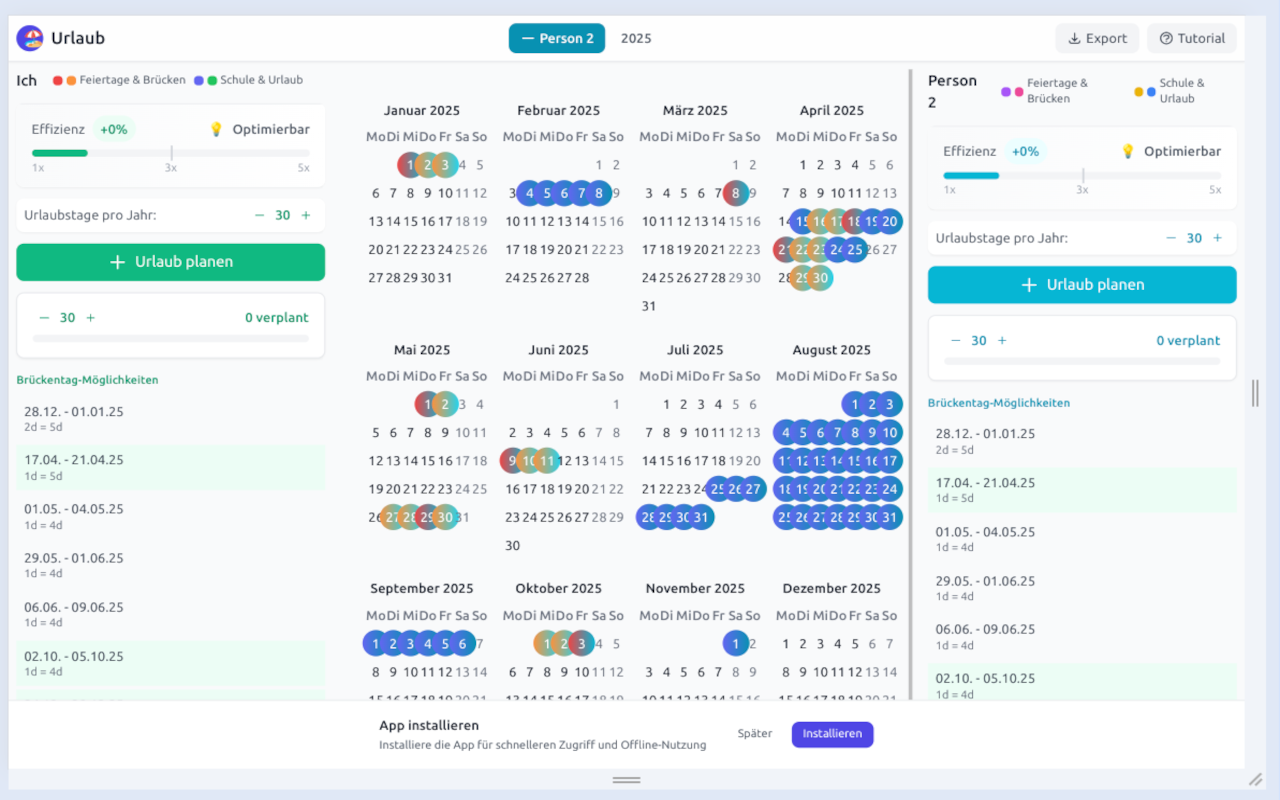 Urlaub
— Person 2
2025
Export
Tutorial
Ich
Feiertage & Brücken
Schule & Urlaub
Effizienz +0% Optimierbar
1x 3x 5x
Urlaubstage pro Jahr: − 30 +
+ Urlaub planen
− 30 + 0 verplant
Brückentag-Möglichkeiten
28.12. - 01.01.25
2d = 5d
17.04. - 21.04.25
1d = 5d
01.05. - 04.05.25
1d = 4d
29.05. - 01.06.25
1d = 4d
06.06. - 09.06.25
1d = 4d
02.10. - 05.10.25
1d = 4d
Januar 2025
Mo Di Mi Do Fr Sa So
1 2 3 4 5
6 7 8 9 10 11 12
13 14 15 16 17 18 19
20 21 22 23 24 25 26
27 28 29 30 31
Februar 2025
Mo Di Mi Do Fr Sa So
1 2
3 4 5 6 7 8 9
10 11 12 13 14 15 16
17 18 19 20 21 22 23
24 25 26 27 28
März 2025
Mo Di Mi Do Fr Sa So
1 2
3 4 5 6 7 8 9
10 11 12 13 14 15 16
17 18 19 20 21 22 23
24 25 26 27 28 29 30
31
April 2025
Mo Di Mi Do Fr Sa So
1 2 3 4 5 6
7 8 9 10 11 12 13
14 15 16 17 18 19 20
21 22 23 24 25 26 27
28 29 30
Mai 2025
Mo Di Mi Do Fr Sa So
1 2 3 4
5 6 7 8 9 10 11
12 13 14 15 16 17 18
19 20 21 22 23 24 25
26 27 28 29 30 31
Juni 2025
Mo Di Mi Do Fr Sa So
1
2 3 4 5 6 7 8
9 10 11 12 13 14 15
16 17 18 19 20 21 22
23 24 25 26 27 28 29
30
Juli 2025
Mo Di Mi Do Fr Sa So
1 2 3 4 5 6
7 8 9 10 11 12 13
14 15 16 17 18 19 20
21 22 23 24 25 26 27
28 29 30 31
August 2025
Mo Di Mi Do Fr Sa So
1 2 3
4 5 6 7 8 9 10
11 12 13 14 15 16 17
18 19 20 21 22 23 24
25 26 27 28 29 30 31
September 2025
Mo Di Mi Do Fr Sa So
1 2 3 4 5 6 7
8 9 10 11 12 13 14
Oktober 2025
Mo Di Mi Do Fr Sa So
1 2 3 4 5
6 7 8 9 10 11 12
November 2025
Mo Di Mi Do Fr Sa So
1 2
3 4 5 6 7 8 9
Dezember 2025
Mo Di Mi Do Fr Sa So
1 2 3 4 5 6 7
8 9 10 11 12 13 14
Person
2
Feiertage &
Brücken
Schule &
Urlaub
Effizienz +0% Optimierbar
1x 3x 5x
Urlaubstage pro Jahr: − 30 +
+ Urlaub planen
− 30 + 0 verplant
Brückentag-Möglichkeiten
28.12. - 01.01.25
2d = 5d
17.04. - 21.04.25
1d = 5d
01.05. - 04.05.25
1d = 4d
29.05. - 01.06.25
1d = 4d
06.06. - 09.06.25
1d = 4d
02.10. - 05.10.25
1d = 4d
App installieren
Installiere die App für schnelleren Zugriff und Offline-Nutzung
Später
Installieren